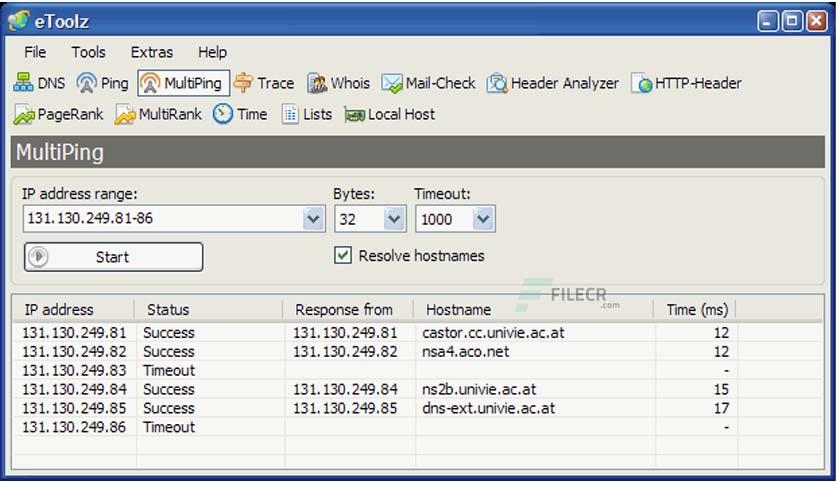 eToolz
File Tools Extras Help
DNS Ping MultiPing Trace Whois Mail-Check Header Analyzer HTTP-Header
PageRank MultiRank Time Lists Local Host
MultiPing
IP address range: Bytes: Timeout:
131.130.249.81-86 32 1000
Start Resolve hostnames
FILECR
.com
IP address Status Response from Hostname Time (ms)
131.130.249.81 Success 131.130.249.81 castor.cc.univie.ac.at 12
131.130.249.82 Success 131.130.249.82 nsa4.aco.net 12
131.130.249.83 Timeout -
131.130.249.84 Success 131.130.249.84 ns2b.univie.ac.at 15
131.130.249.85 Success 131.130.249.85 dns-ext.univie.ac.at 17
131.130.249.86 Timeout -